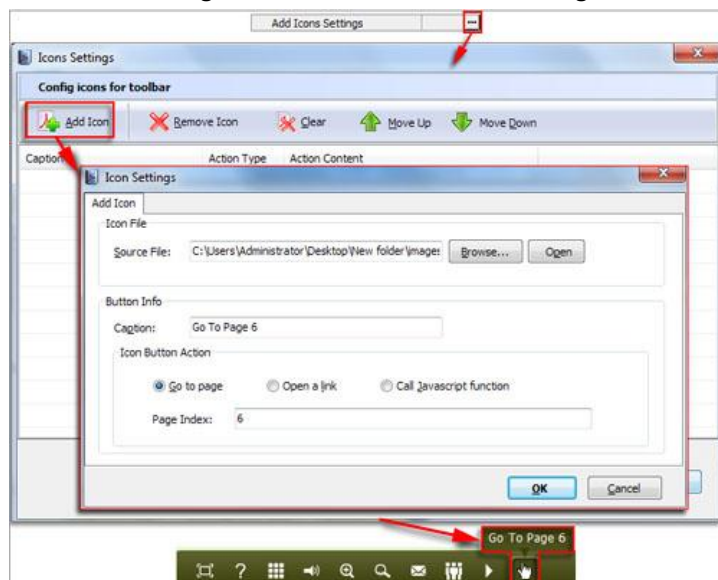 Add Icons Settings
Icons Settings
Config icons for toolbar
Add Icon Remove Icon Clear Move Up Move Down
Caption Action Type Action Content
Icon Settings
Add Icon
Icon File
Source File: C:\Users\Administrator\Desktop\New folder\images Browse... Open
Button Info
Caption: Go To Page 6
Icon Button Action
Go to page Open a link Call Javascript function
Page Index: 6
OK Cancel
Go To Page 6